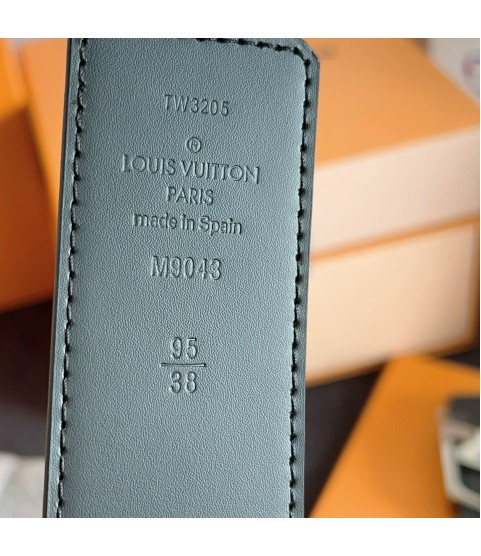 TW3205
®
LOUIS VUITTON
PARIS
made in Spain
M9043
95
38